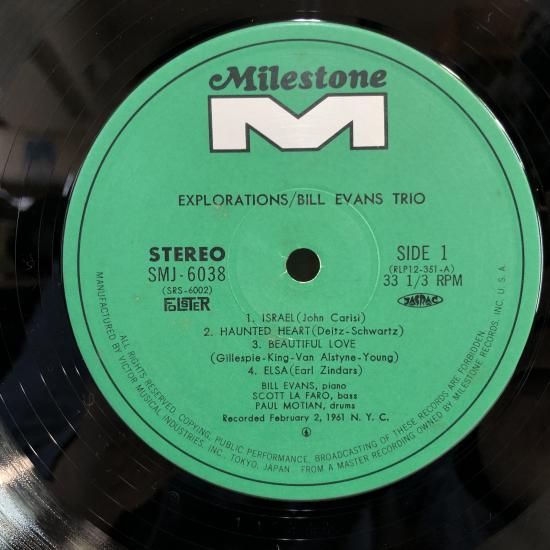 Milestone
M
EXPLORATIONS/BILL EVANS TRIO
STEREO
SMJ-6038
(SRS-6002)
SIDE 1
(RLP12-351-A)
33 1/3 RPM
JASRAC
1. ISRAEL(John Carisi)
2. HAUNTED HEART(Deitz-Schwartz)
3. BEAUTIFUL LOVE
(Gillespie-King-Van Alstyne-Young)
4. ELSA(Earl Zindars)
BILL EVANS, piano
SCOTT LA FARO, bass
PAUL MOTIAN, drums
Recorded February 2, 1961 N. Y. C.
ALL RIGHTS RESERVED. COPYING, PUBLIC PERFORMANCE, BROADCASTING OF THESE RECORDS ARE FORBIDDEN.
MANUFACTURED BY VICTOR MUSICAL INDUSTRIES, INC., TOKYO, JAPAN. FROM A MASTER RECORDING OWNED BY MILESTONE RECORDS, INC. U. S. A.